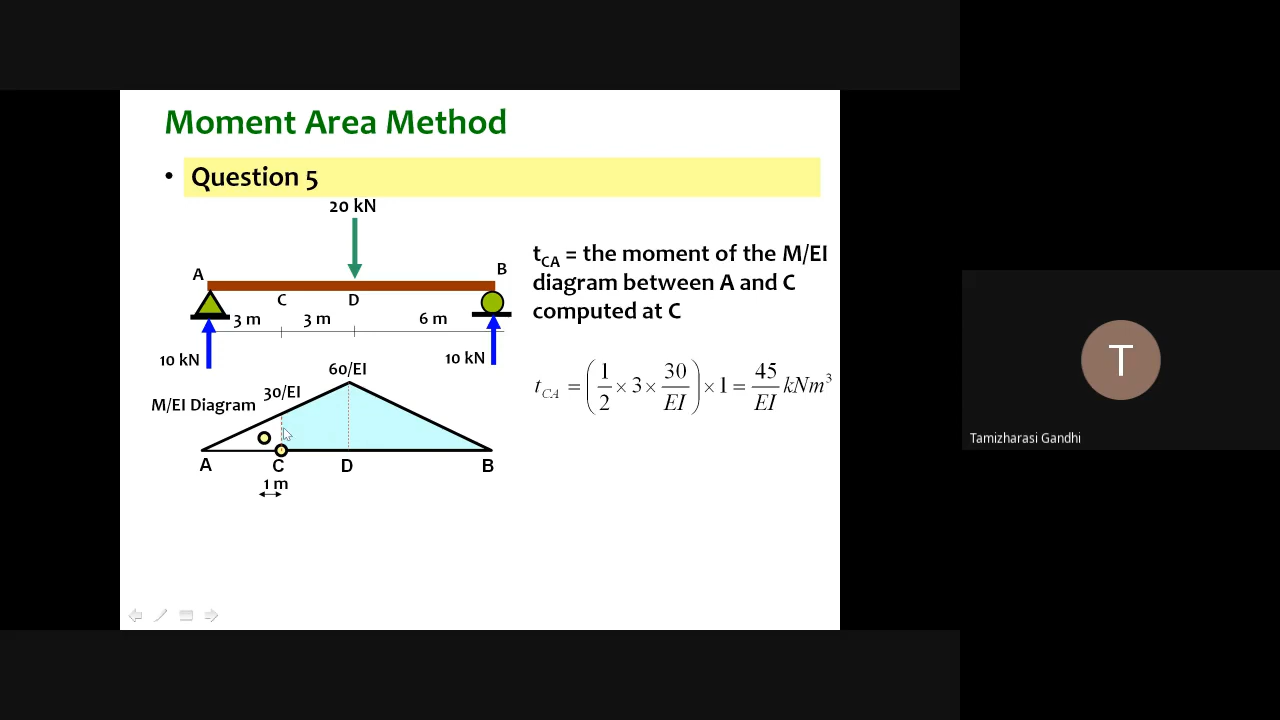 Moment Area Method
• Question 5
20 kN
A
B
C
D
3 m
3 m
6 m
10 kN
10 kN
60/EI
30/EI
M/EI Diagram
A
C
D
B
1 m
tCA = the moment of the M/EI
diagram between A and C
computed at C
t_CA = (1/2 × 3 × 30/EI) × 1 = 45/EI kNm³
T
Tamizharasi Gandhi